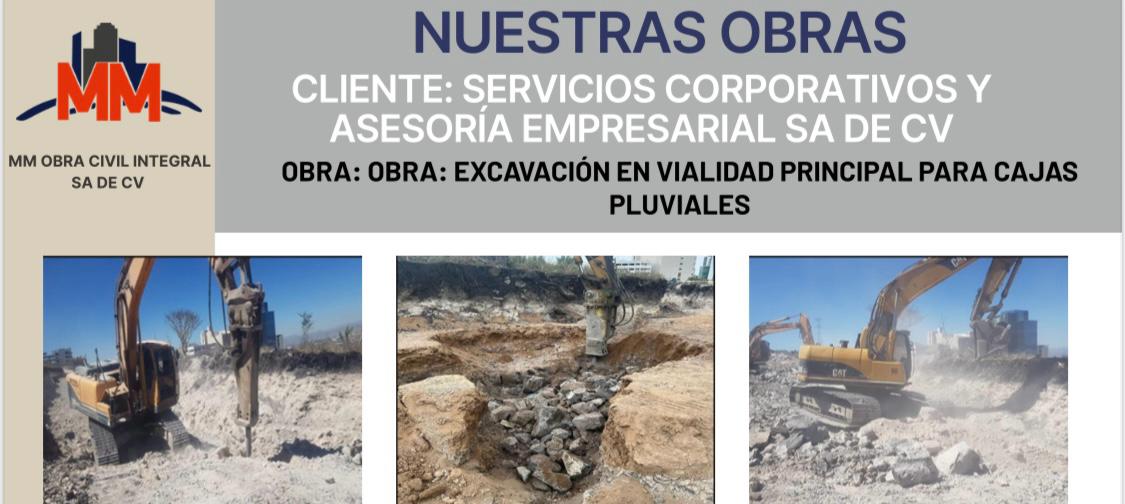 NUESTRAS OBRAS
CLIENTE: SERVICIOS CORPORATIVOS Y
ASESORÍA EMPRESARIAL SA DE CV
OBRA: OBRA: EXCAVACIÓN EN VIALIDAD PRINCIPAL PARA CAJAS
PLUVIALES
MM
MM OBRA CIVIL INTEGRAL
SA DE CV
CAT
CAT